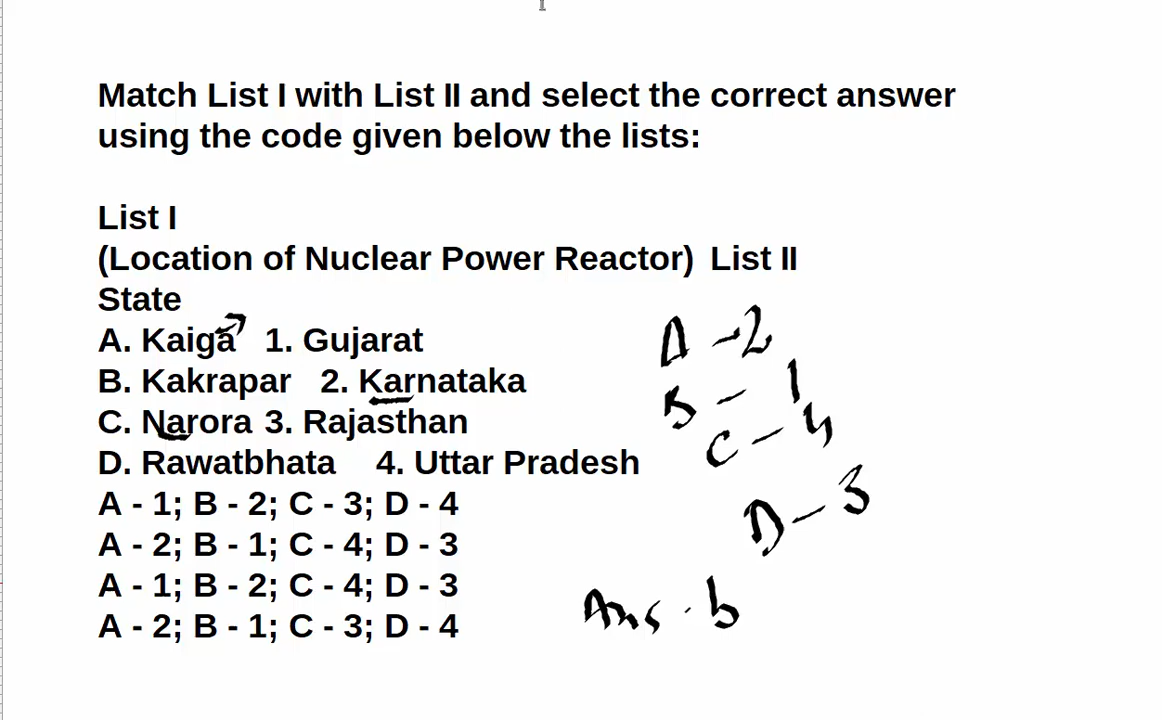 Match List I with List II and select the correct answer
using the code given below the lists:
List I
(Location of Nuclear Power Reactor) List II
State
A. Kaiga 1. Gujarat
B. Kakrapar 2. Karnataka
C. Narora 3. Rajasthan
D. Rawatbhata 4. Uttar Pradesh
A - 1; B - 2; C - 3; D - 4
A - 2; B - 1; C - 4; D - 3
A - 1; B - 2; C - 4; D - 3
A - 2; B - 1; C - 3; D - 4
A - 2
B - 1
C - 4
D - 3
Ans. b